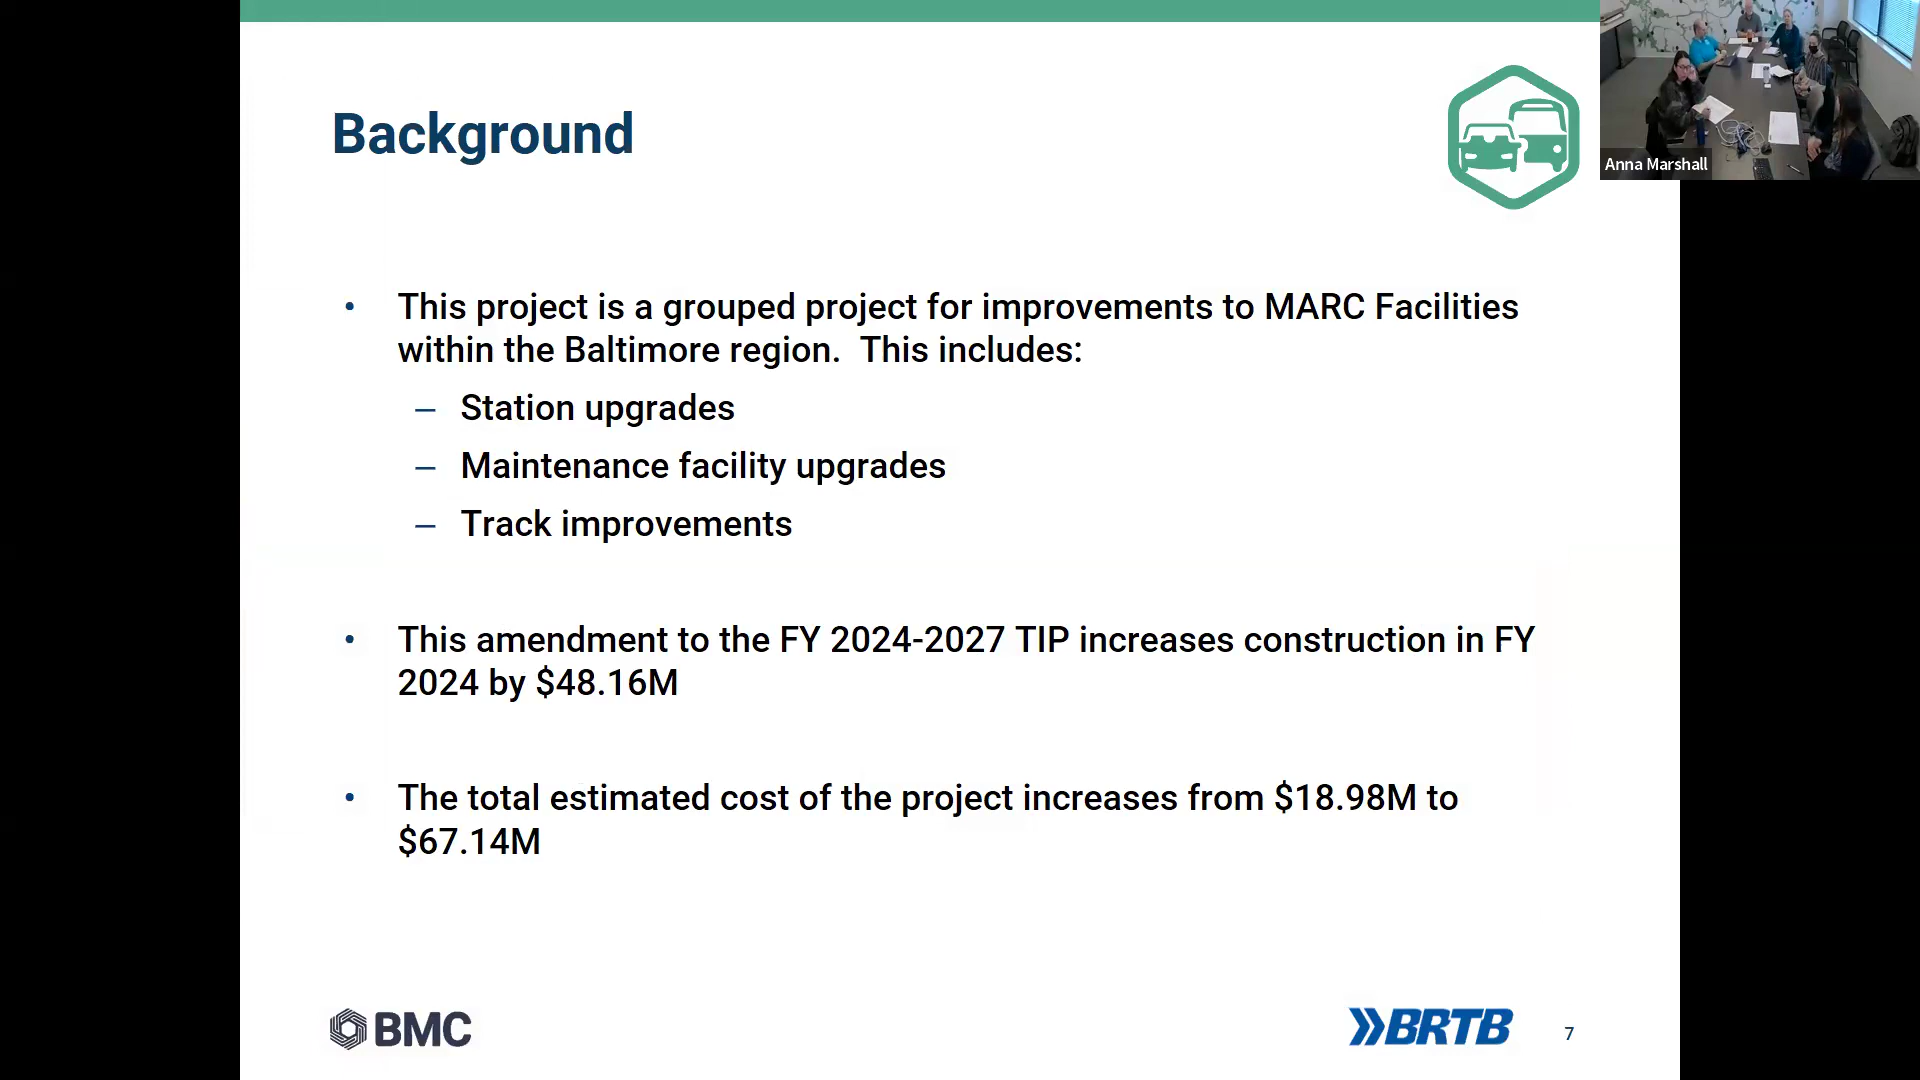 Background
Anna Marshall
• This project is a grouped project for improvements to MARC Facilities
within the Baltimore region.  This includes:
– Station upgrades
– Maintenance facility upgrades
– Track improvements
• This amendment to the FY 2024-2027 TIP increases construction in FY
2024 by $48.16M
• The total estimated cost of the project increases from $18.98M to
$67.14M
BMC
BRTB
7